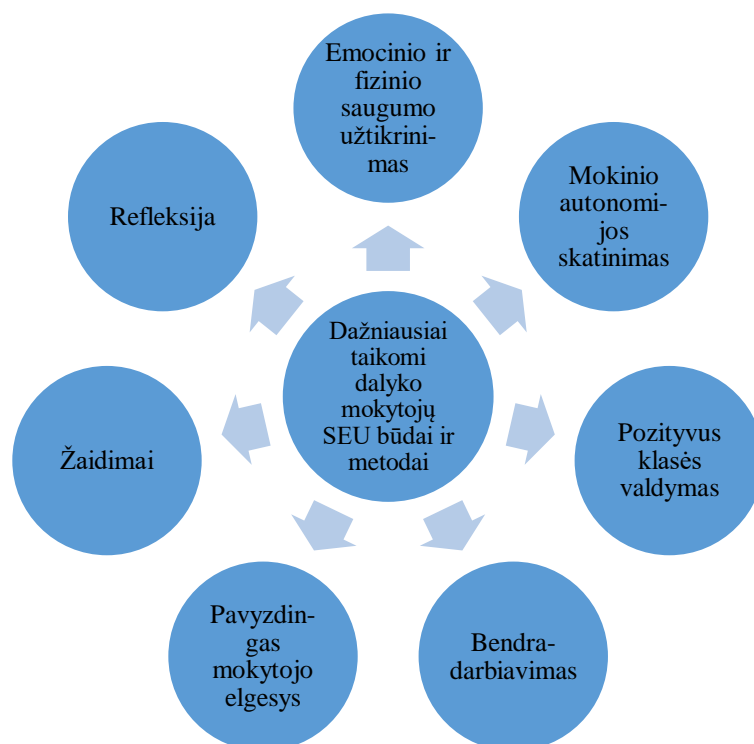 Emocinio ir
fizinio
saugumo
užtikrini-
mas
Mokinio
autonomi-
jos
skatinimas
Pozityvus
klasės
valdymas
Bendra-
darbiavimas
Pavyzdin-
gas
mokytojo
elgesys
Žaidimai
Refleksija
Dažniausiai
taikomi
dalyko
mokytojų
SEU būdai ir
metodai